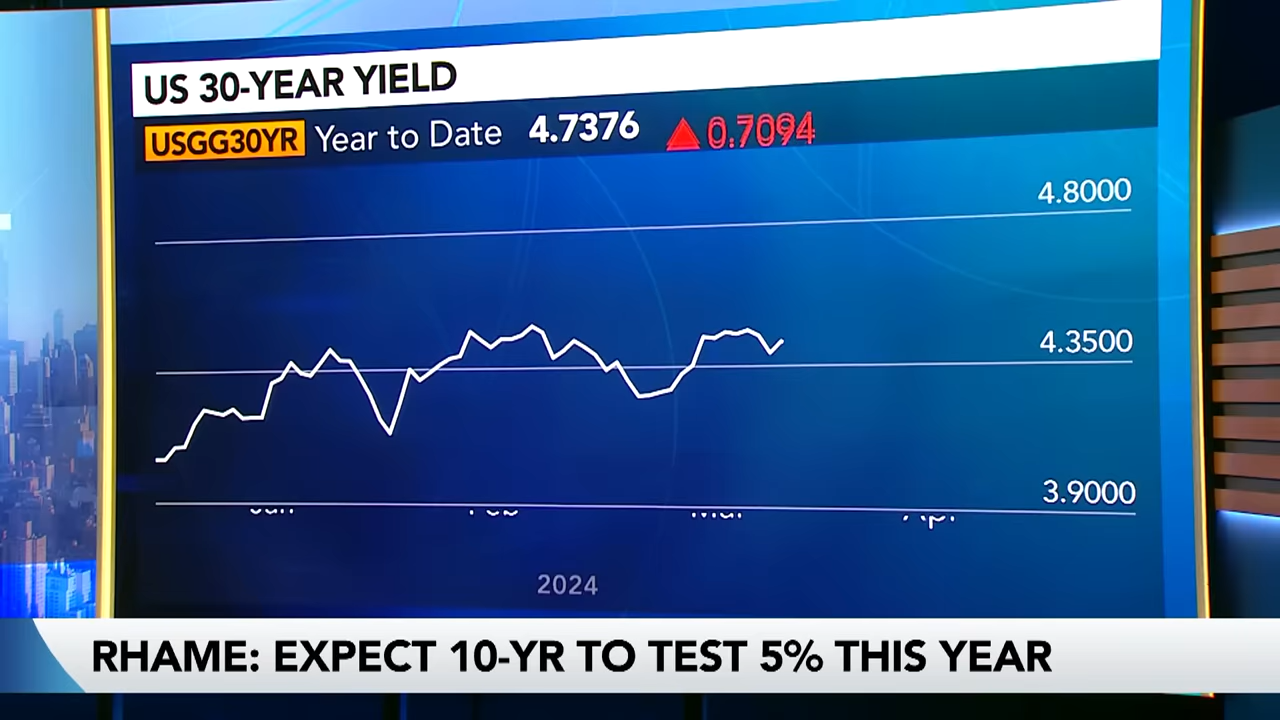 US 30-YEAR YIELD
USGG30YR Year to Date 4.7376 ▲ 0.7094
4.8000
4.3500
3.9000
2024
RHAME: EXPECT 10-YR TO TEST 5% THIS YEAR